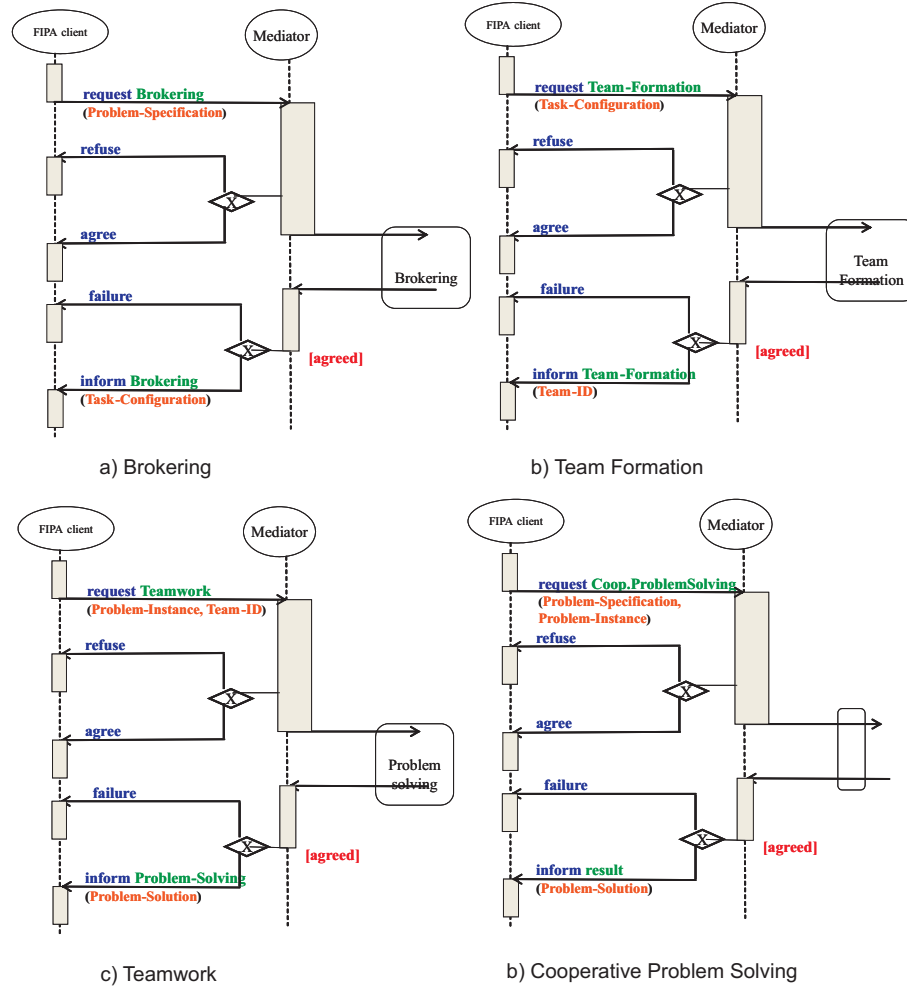 FIPA client
Mediator
request Brokering
(Problem-Specification)
refuse
X
agree
Brokering
failure
X
[agreed]
inform Brokering
(Task-Configuration)
a) Brokering
FIPA client
Mediator
request Team-Formation
(Task-Configuration)
refuse
X
agree
Team
Formation
failure
X
[agreed]
inform Team-Formation
(Team-ID)
b) Team Formation
FIPA client
Mediator
request Teamwork
(Problem-Instance, Team-ID)
refuse
X
agree
Problem
solving
failure
X
[agreed]
inform Problem-Solving
(Problem-Solution)
c) Teamwork
FIPA client
Mediator
request Coop.ProblemSolving
(Problem-Specification,
Problem-Instance)
refuse
X
agree
failure
X
[agreed]
inform result
(Problem-Solution)
b) Cooperative Problem Solving